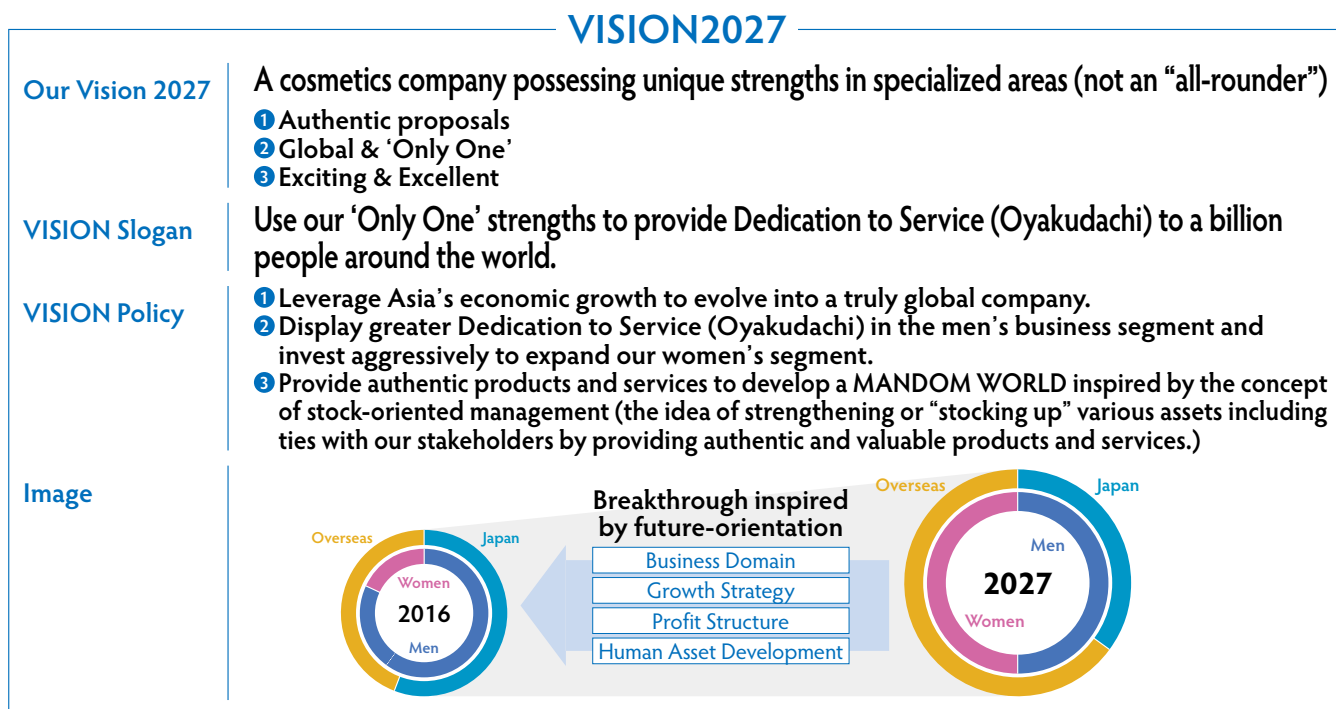 VISION2027
Our Vision 2027
A cosmetics company possessing unique strengths in specialized areas (not an “all-rounder”)
1 Authentic proposals
2 Global & ‘Only One’
3 Exciting & Excellent
VISION Slogan
Use our ‘Only One’ strengths to provide Dedication to Service (Oyakudachi) to a billion
people around the world.
VISION Policy
1 Leverage Asia’s economic growth to evolve into a truly global company.
2 Display greater Dedication to Service (Oyakudachi) in the men’s business segment and
invest aggressively to expand our women’s segment.
3 Provide authentic products and services to develop a MANDOM WORLD inspired by the concept
of stock-oriented management (the idea of strengthening or “stocking up” various assets including
ties with our stakeholders by providing authentic and valuable products and services.)
Image
Overseas
Japan
Women
2016
Men
Breakthrough inspired
by future-orientation
Business Domain
Growth Strategy
Profit Structure
Human Asset Development
Overseas
Japan
Men
2027
Women